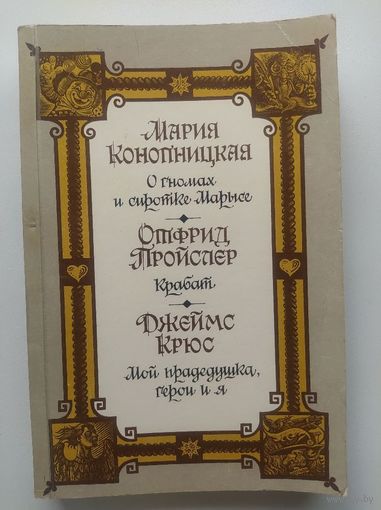 Мария
Конопницкая
О гномах
и сиротке Марысе
Отфрид
Пройслер
Крабат
Джеймс
Крюс
Мой прадедушка,
герои и я